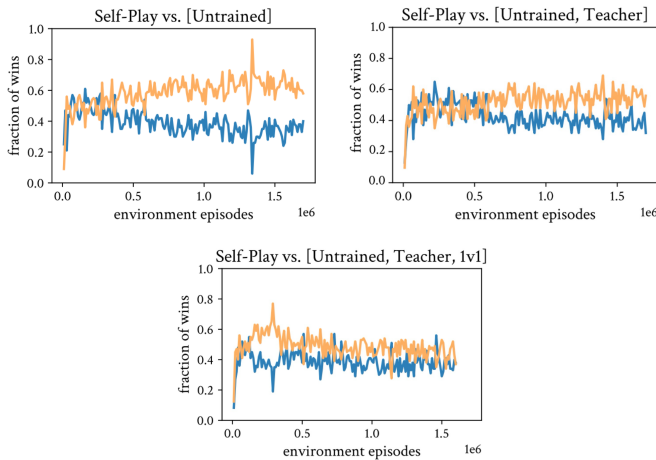 Self-Play vs. [Untrained]
1.0
0.8
0.6
0.4
0.2
0.0
fraction of wins
0.0 0.5 1.0 1.5
1e6
environment episodes
Self-Play vs. [Untrained, Teacher]
1.0
0.8
0.6
0.4
0.2
0.0
fraction of wins
0.0 0.5 1.0 1.5
1e6
environment episodes
Self-Play vs. [Untrained, Teacher, 1v1]
1.0
0.8
0.6
0.4
0.2
0.0
fraction of wins
0.0 0.5 1.0 1.5
1e6
environment episodes